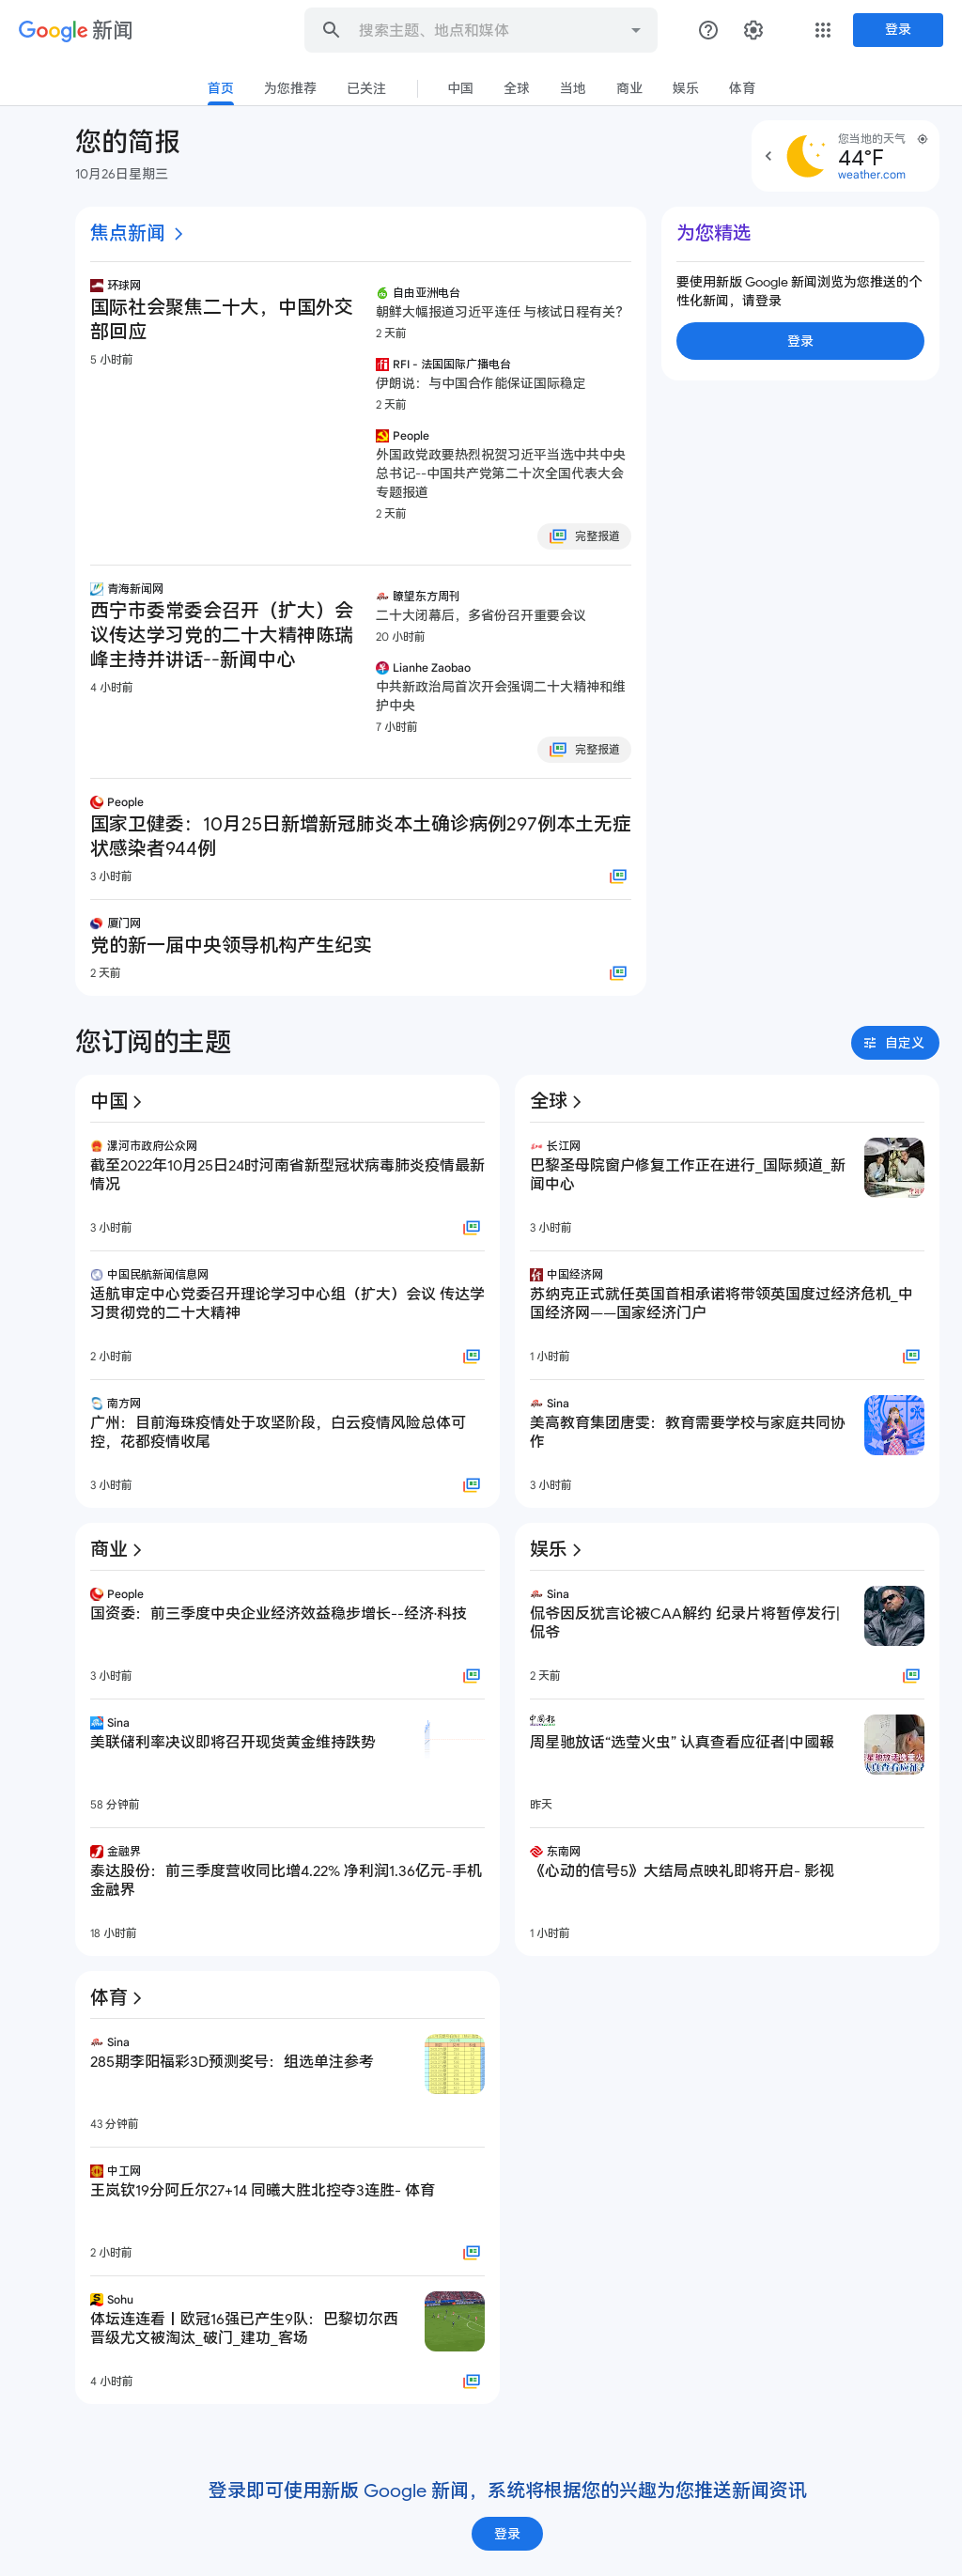 Google 新闻
搜索主题、地点和媒体
登录
首页
为您推荐
已关注
中国
全球
当地
商业
娱乐
体育
您的简报
10月26日星期三
您当地的天气
44°F
weather.com
焦点新闻
环球网
国际社会聚焦二十大，中国外交
部回应
5 小时前
自由亚洲电台
朝鲜大幅报道习近平连任 与核试日程有关？
2 天前
RFI - 法国国际广播电台
伊朗说：与中国合作能保证国际稳定
2 天前
People
外国政党政要热烈祝贺习近平当选中共中央
总书记--中国共产党第二十次全国代表大会
专题报道
2 天前
完整报道
青海新闻网
西宁市委常委会召开（扩大）会
议传达学习党的二十大精神陈瑞
峰主持并讲话--新闻中心
4 小时前
瞭望东方周刊
二十大闭幕后，多省份召开重要会议
20 小时前
Lianhe Zaobao
中共新政治局首次开会强调二十大精神和维
护中央
7 小时前
完整报道
People
国家卫健委：10月25日新增新冠肺炎本土确诊病例297例本土无症
状感染者944例
3 小时前
厦门网
党的新一届中央领导机构产生纪实
2 天前
为您精选
要使用新版 Google 新闻浏览为您推送的个
性化新闻，请登录
登录
您订阅的主题
自定义
中国
漯河市政府公众网
截至2022年10月25日24时河南省新型冠状病毒肺炎疫情最新
情况
3 小时前
中国民航新闻信息网
适航审定中心党委召开理论学习中心组（扩大）会议 传达学
习贯彻党的二十大精神
2 小时前
南方网
广州：目前海珠疫情处于攻坚阶段，白云疫情风险总体可
控，花都疫情收尾
3 小时前
全球
长江网
巴黎圣母院窗户修复工作正在进行_国际频道_新
闻中心
3 小时前
中国经济网
苏纳克正式就任英国首相承诺将带领英国度过经济危机_中
国经济网——国家经济门户
1 小时前
Sina
美高教育集团唐雯：教育需要学校与家庭共同协
作
3 小时前
商业
People
国资委：前三季度中央企业经济效益稳步增长--经济·科技
3 小时前
Sina
美联储利率决议即将召开现货黄金维持跌势
58 分钟前
金融界
泰达股份：前三季度营收同比增4.22% 净利润1.36亿元-手机
金融界
18 小时前
娱乐
Sina
侃爷因反犹言论被CAA解约 纪录片将暂停发行|
侃爷
2 天前
中国报
周星驰放话“选莹火虫” 认真查看应征者|中國報
昨天
东南网
《心动的信号5》大结局点映礼即将开启- 影视
1 小时前
体育
Sina
285期李阳福彩3D预测奖号：组选单注参考
43 分钟前
中工网
王岚钦19分阿丘尔27+14 同曦大胜北控夺3连胜- 体育
2 小时前
Sohu
体坛连连看丨欧冠16强已产生9队：巴黎切尔西
晋级尤文被淘汰_破门_建功_客场
4 小时前
登录即可使用新版 Google 新闻，系统将根据您的兴趣为您推送新闻资讯
登录